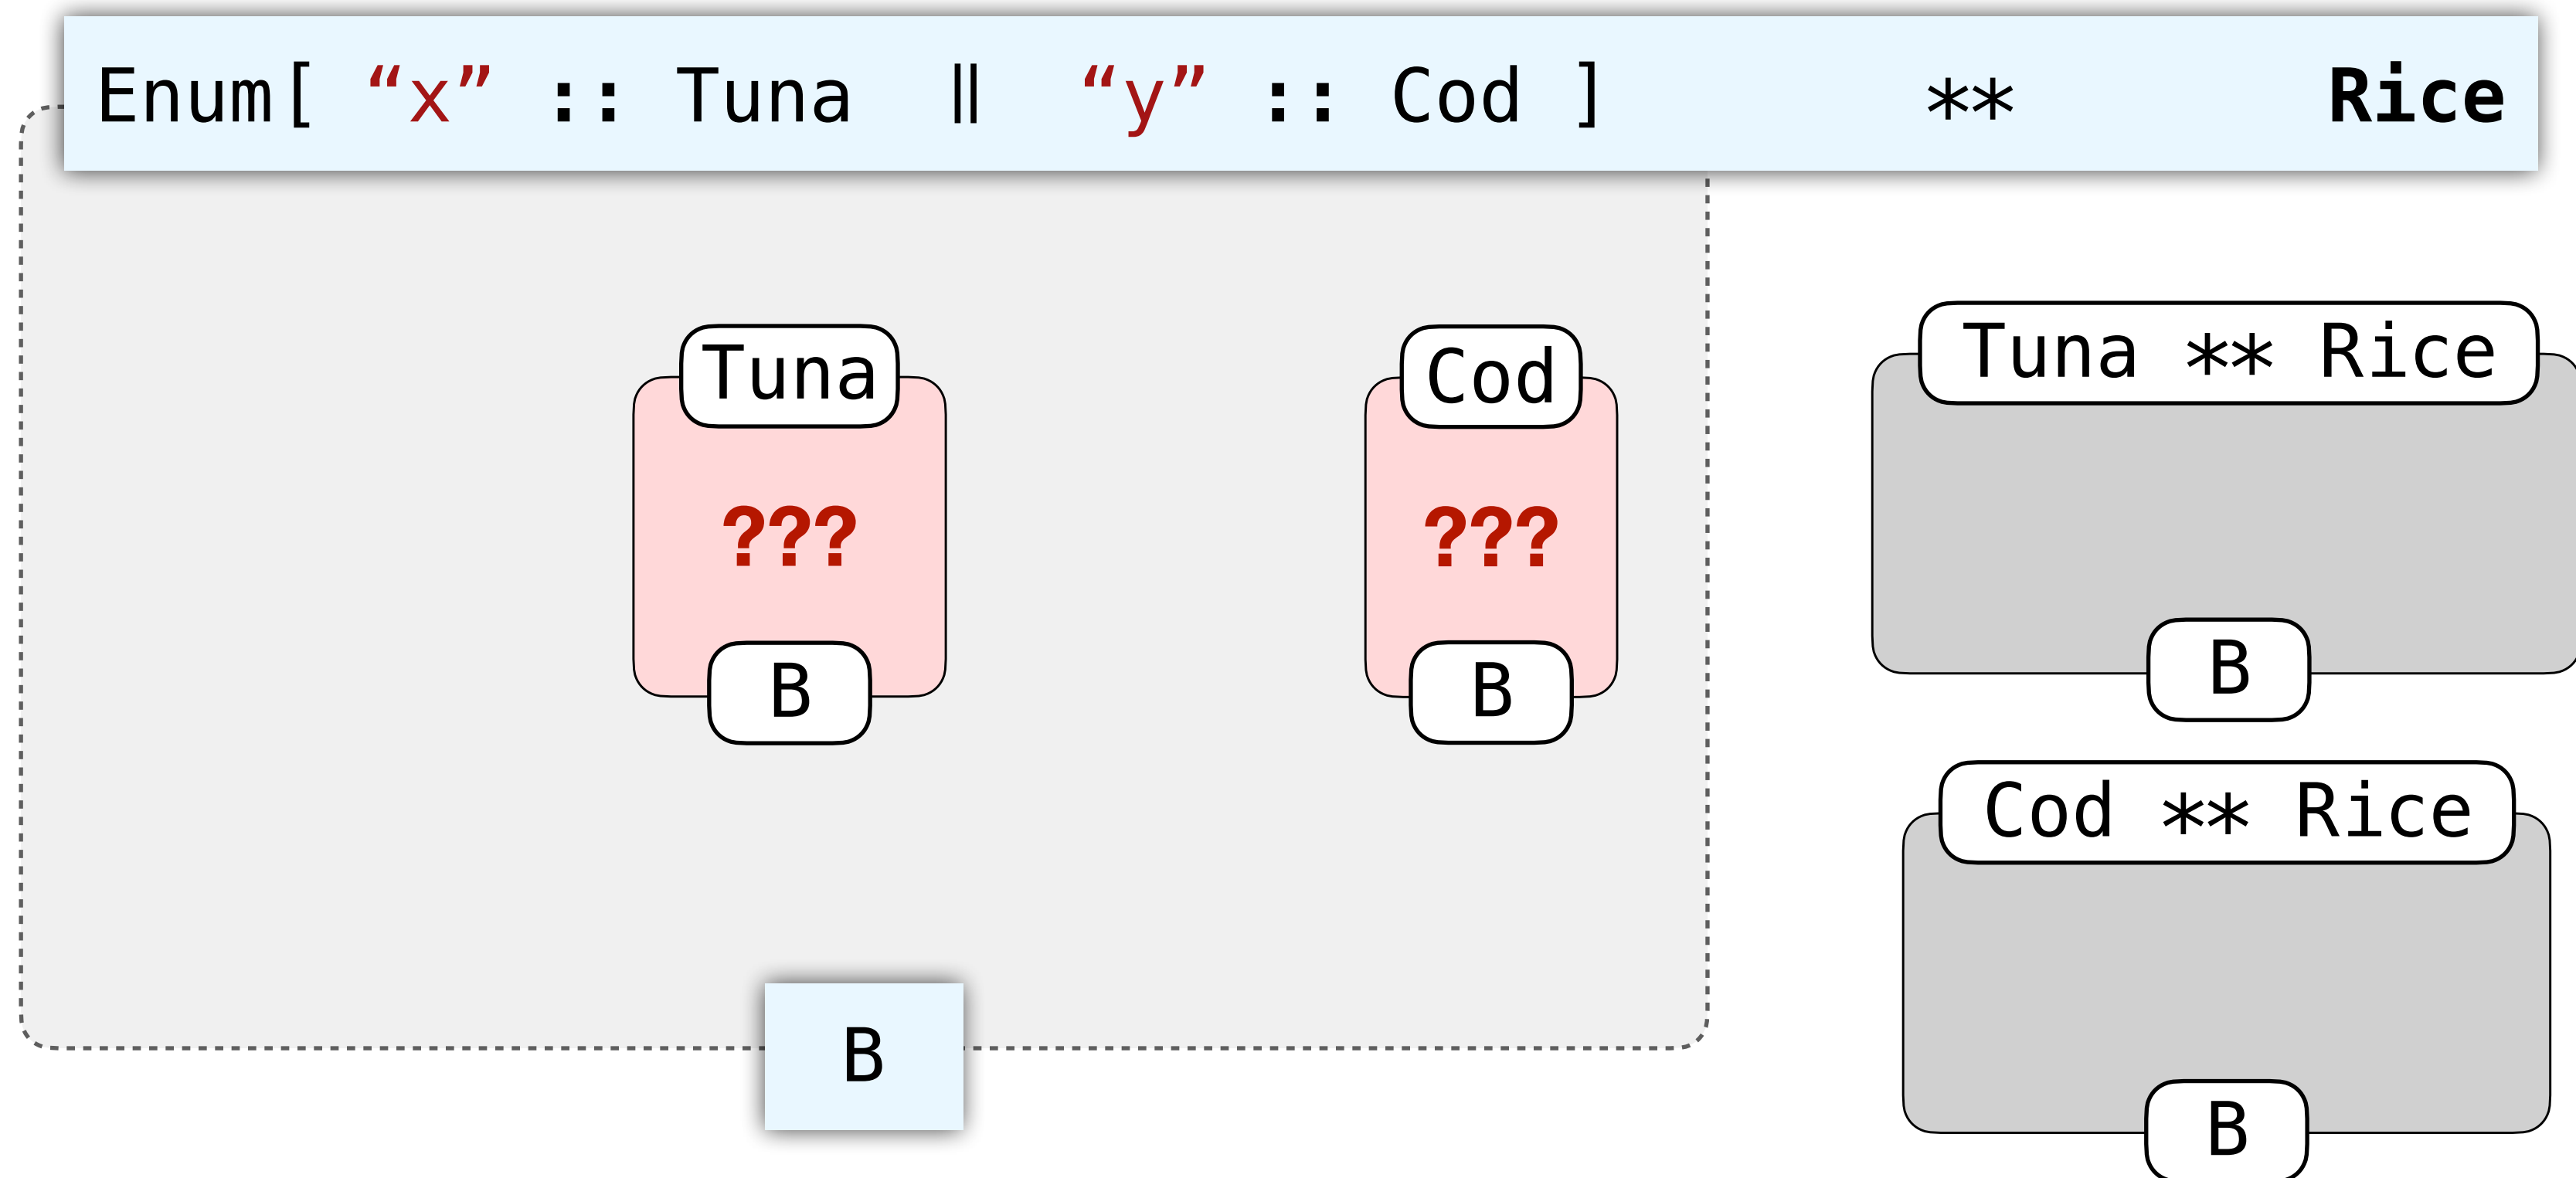 Enum[ “x” :: Tuna || “y” :: Cod ] ** Rice
Tuna
???
B
Cod
???
B
B
Tuna ** Rice
B
Cod ** Rice
B